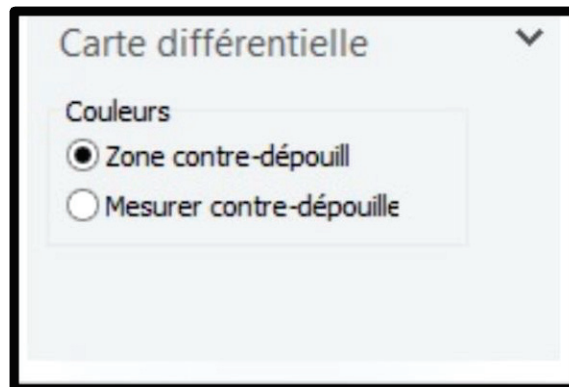 Carte différentielle
Couleurs
Zone contre-dépouill
Mesurer contre-dépouille